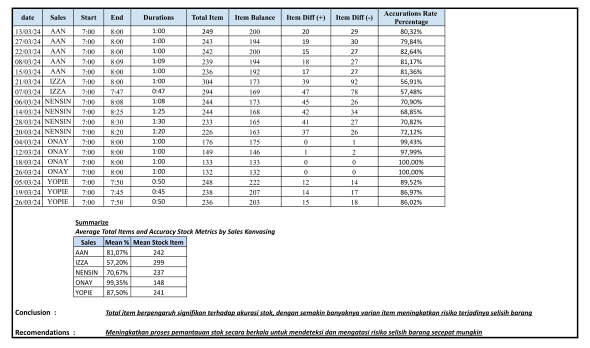 date Sales Start End Durations Total Item Item Balance Item Diff (+) Item Diff (-) Accurations Rate Percentage
13/03/24 AAN 7:00 8:00 1:00 249 200 20 29 80,32%
27/03/24 AAN 7:00 8:00 1:00 243 194 19 30 79,84%
22/03/24 AAN 7:00 8:00 1:00 242 200 15 27 82,64%
08/03/24 AAN 7:00 8:09 1:09 239 194 18 27 81,17%
15/03/24 AAN 7:00 8:00 1:00 236 192 17 27 81,36%
21/03/24 IZZA 7:00 8:00 1:00 304 173 39 92 56,91%
07/03/24 IZZA 7:00 7:47 0:47 294 169 47 78 57,48%
06/03/24 NENSIN 7:00 8:08 1:08 244 173 45 26 70,90%
14/03/24 NENSIN 7:00 8:25 1:25 244 168 42 34 68,85%
28/03/24 NENSIN 7:00 8:30 1:30 233 165 41 27 70,82%
20/03/24 NENSIN 7:00 8:20 1:20 226 163 37 26 72,12%
04/03/24 ONAY 7:00 8:00 1:00 176 175 0 1 99,43%
12/03/24 ONAY 7:00 8:00 1:00 149 146 1 2 97,99%
18/03/24 ONAY 7:00 8:00 1:00 133 133 0 0 100,00%
26/03/24 ONAY 7:00 8:00 1:00 132 132 0 0 100,00%
05/03/24 YOPIE 7:00 7:50 0:50 248 222 12 14 89,52%
19/03/24 YOPIE 7:00 7:45 0:45 238 207 14 17 86,97%
26/03/24 YOPIE 7:00 7:50 0:50 236 203 15 18 86,02%
Summarize
Average Total Items and Accuracy Stock Metrics by Sales Kanvasing
Sales Mean % Mean Stock Item
AAN 81,07% 242
IZZA 57,20% 299
NENSIN 70,67% 237
ONAY 99,35% 148
YOPIE 87,50% 241
Conclusion : Total item berpengaruh signifikan terhadap akurasi stok, dengan semakin banyaknya varian item meningkatkan risiko terjadinya selisih barang
Recomendations : Meningkatkan proses pemantauan stok secara berkala untuk mendeteksi dan mengatasi risiko selisih barang secepat mungkin